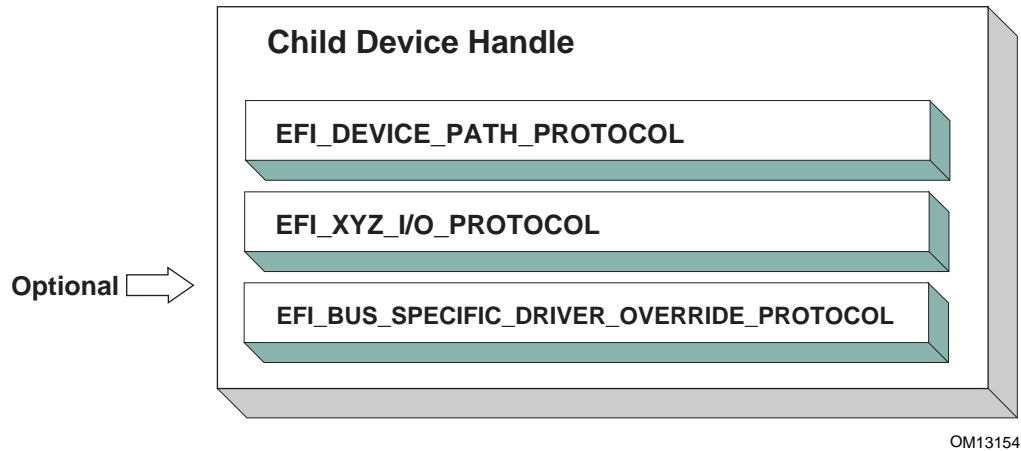 Child Device Handle
EFI_DEVICE_PATH_PROTOCOL
EFI_XYZ_I/O_PROTOCOL
Optional
EFI_BUS_SPECIFIC_DRIVER_OVERRIDE_PROTOCOL
OM13154